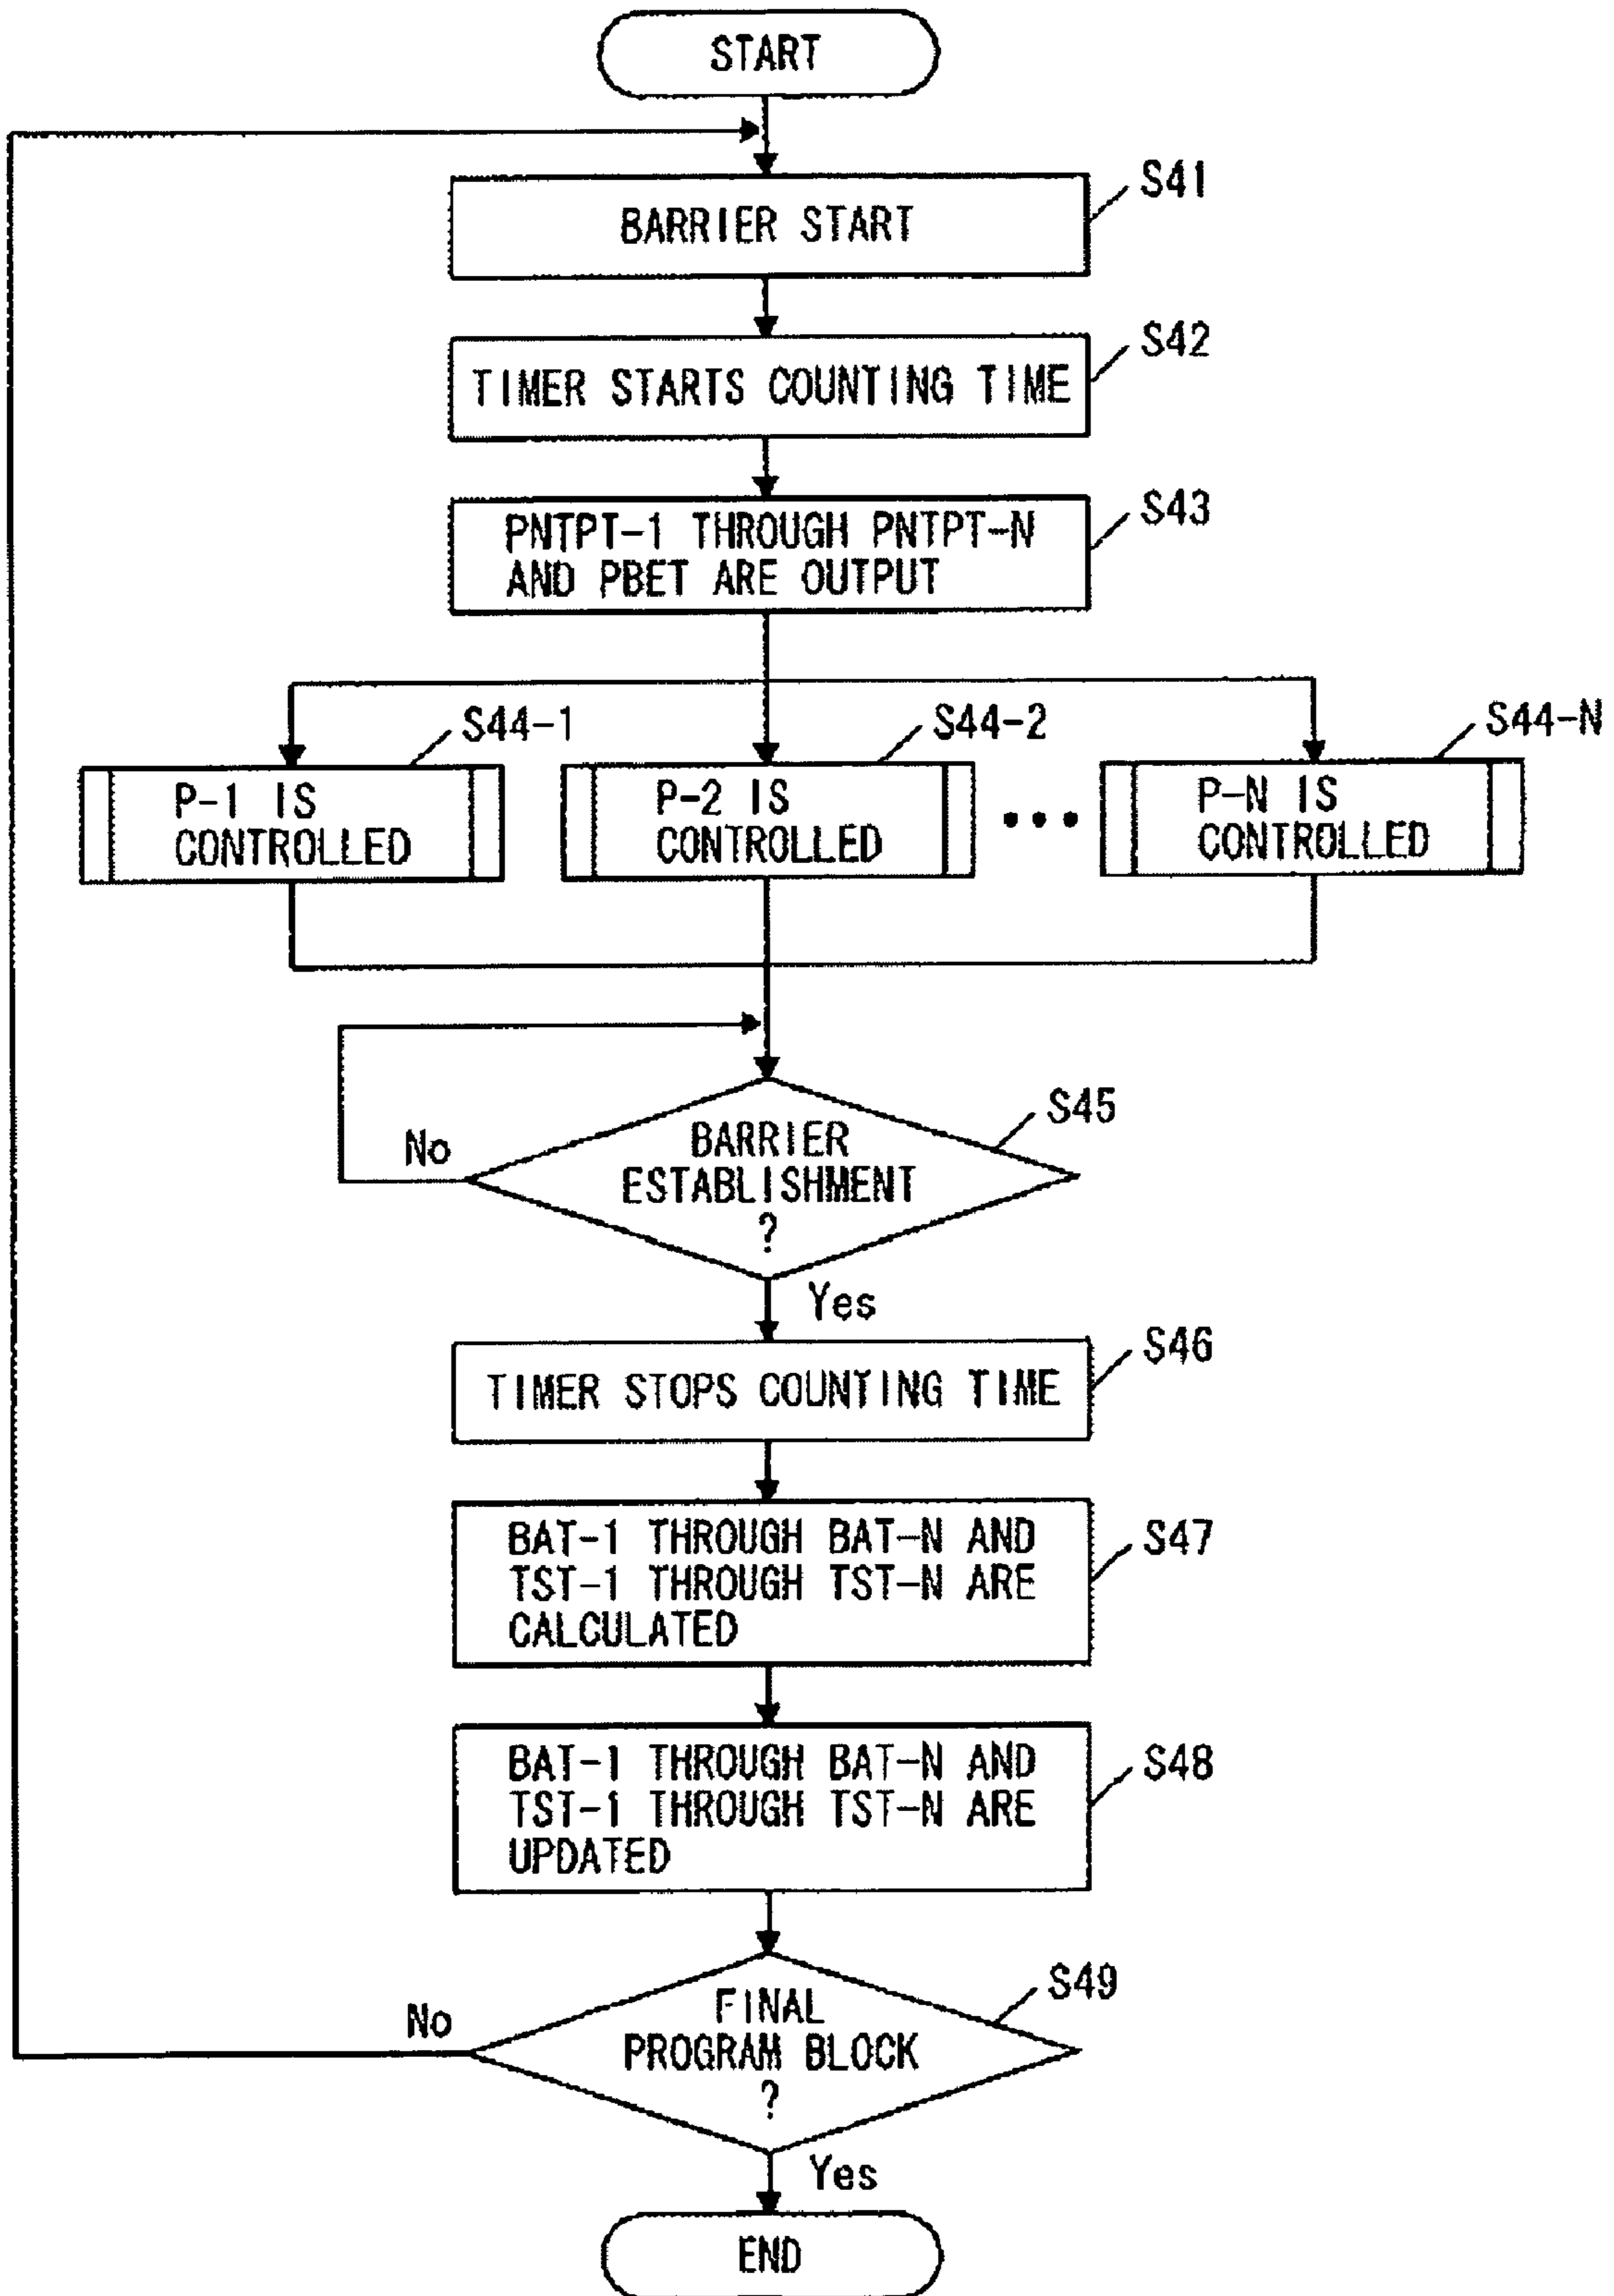 START
S41
BARRIER START
S42
TIMER STARTS COUNTING TIME
S43
PNTPT-1 THROUGH PNTPT-N
AND PBET ARE OUTPUT
S44-1
S44-2
S44-N
P-1 IS
CONTROLLED
P-2 IS
CONTROLLED
•••
P-N IS
CONTROLLED
S45
No
BARRIER
ESTABLISHMENT
?
Yes
S46
TIMER STOPS COUNTING TIME
S47
BAT-1 THROUGH BAT-N AND
TST-1 THROUGH TST-N ARE
CALCULATED
S48
BAT-1 THROUGH BAT-N AND
TST-1 THROUGH TST-N ARE
UPDATED
S49
No
FINAL
PROGRAM BLOCK
?
Yes
END